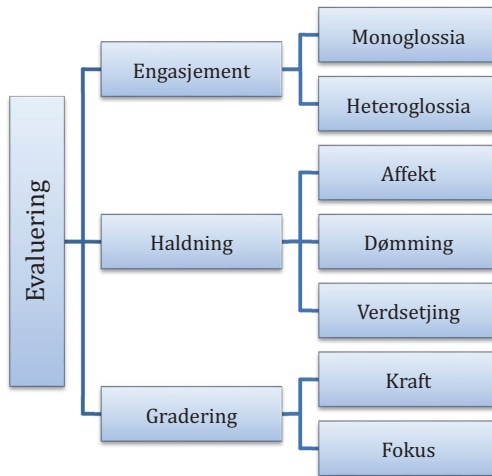 Evaluering
Engasjement
Monoglossia
Heteroglossia
Haldning
Affekt
Dømming
Verdsetjing
Gradering
Kraft
Fokus